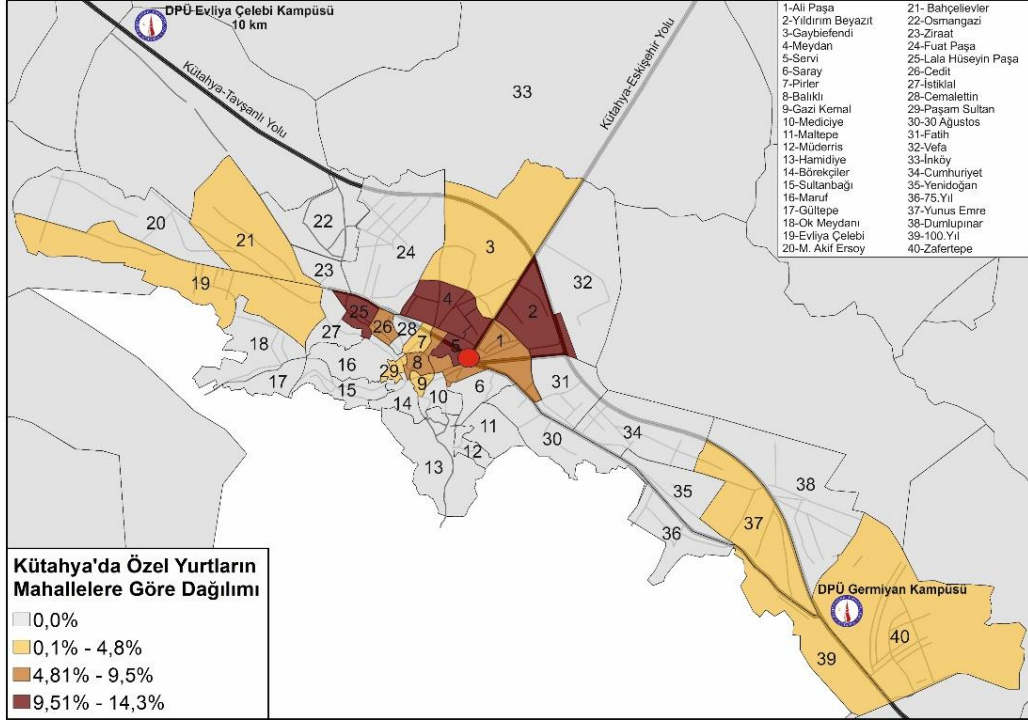 DPÜ Evliya Çelebi Kampüsü
10 km
Kütahya-Tavşanlı Yolu
Kütahya-Eskişehir Yolu
1-Ali Paşa
2-Yıldırım Beyazıt
3-Gaybiefendi
4-Meydan
5-Servi
6-Saray
7-Pirler
8-Balıklı
9-Gazi Kemal
10-Mediciye
11-Maltepe
12-Müderris
13-Hamidiye
14-Börekçiler
15-Sultanbağı
16-Maruf
17-Gültepe
18-Ok Meydanı
19-Evliya Çelebi
20-M. Akif Ersoy
21- Bahçelievler
22-Osmangazi
23-Ziraat
24-Fuat Paşa
25-Lala Hüseyin Paşa
26-Cedit
27-İstiklal
28-Cemalettin
29-Paşam Sultan
30-30 Ağustos
31-Fatih
32-Vefa
33-İnköy
34-Cumhuriyet
35-Yenidoğan
36-75.Yıl
37-Yunus Emre
38-Dumlupınar
39-100.Yıl
40-Zafertepe
33
20
21
22
23
24
3
32
19
4
2
25
26
28
27
7
5
1
18
16
8
29
9
6
31
17
15
14
10
11
12
13
30
34
35
36
38
37
DPÜ Germiyan Kampüsü
40
39
Kütahya'da Özel Yurtların
Mahallelere Göre Dağılımı
0,0%
0,1% - 4,8%
4,81% - 9,5%
9,51% - 14,3%